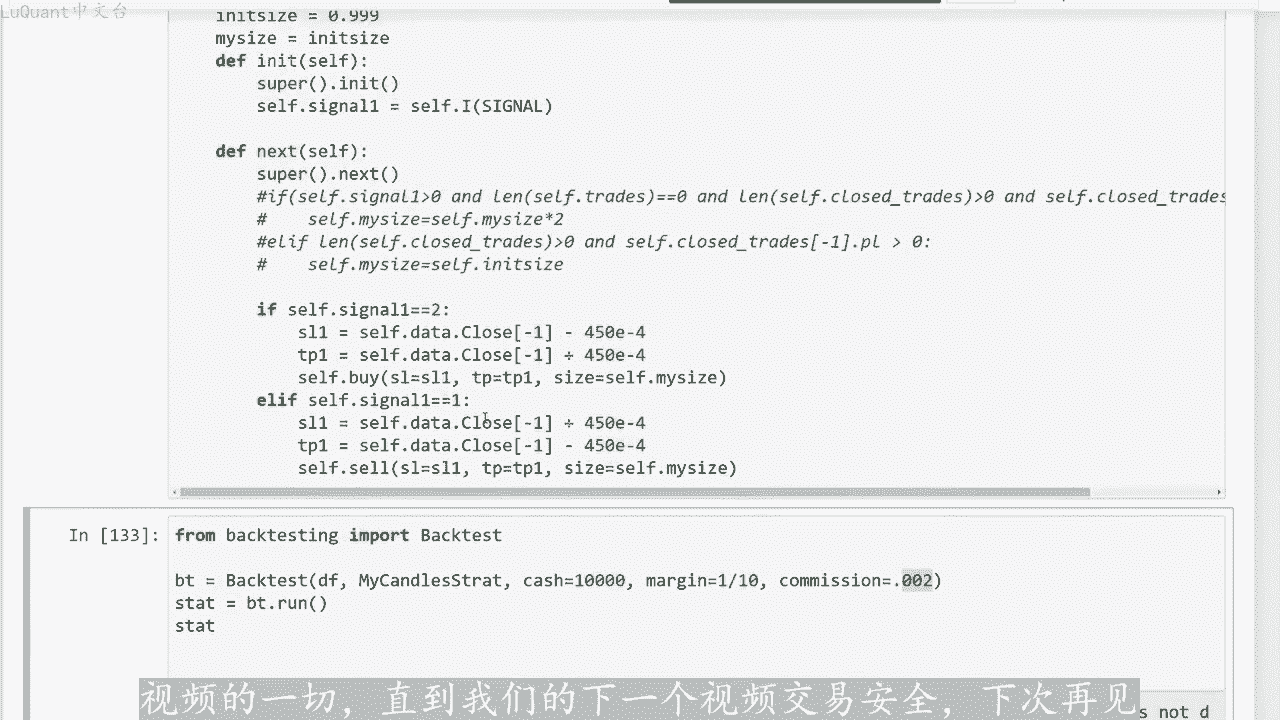 LuQuant中文台
initsize = 0.999
mysize = initsize
def init(self):
super().init()
self.signal1 = self.I(SIGNAL)
def next(self):
super().next()
#if(self.signal1>0 and len(self.trades)==0 and len(self.closed_trades)>0 and self.closed_trades
# self.mysize=self.mysize*2
#elif len(self.closed_trades)>0 and self.closed_trades[-1].pl > 0:
# self.mysize=self.initsize
if self.signal1==2:
sl1 = self.data.Close[-1] - 450e-4
tp1 = self.data.Close[-1] + 450e-4
self.buy(sl=sl1, tp=tp1, size=self.mysize)
elif self.signal1==1:
sl1 = self.data.Close[-1] + 450e-4
tp1 = self.data.Close[-1] - 450e-4
self.sell(sl=sl1, tp=tp1, size=self.mysize)
In [133]: from backtesting import Backtest
bt = Backtest(df, MyCandlesStrat, cash=10000, margin=1/10, commission=.002)
stat = bt.run()
stat
视频的一切，直到我们的下一个视频交易安全，下次再见
s not d